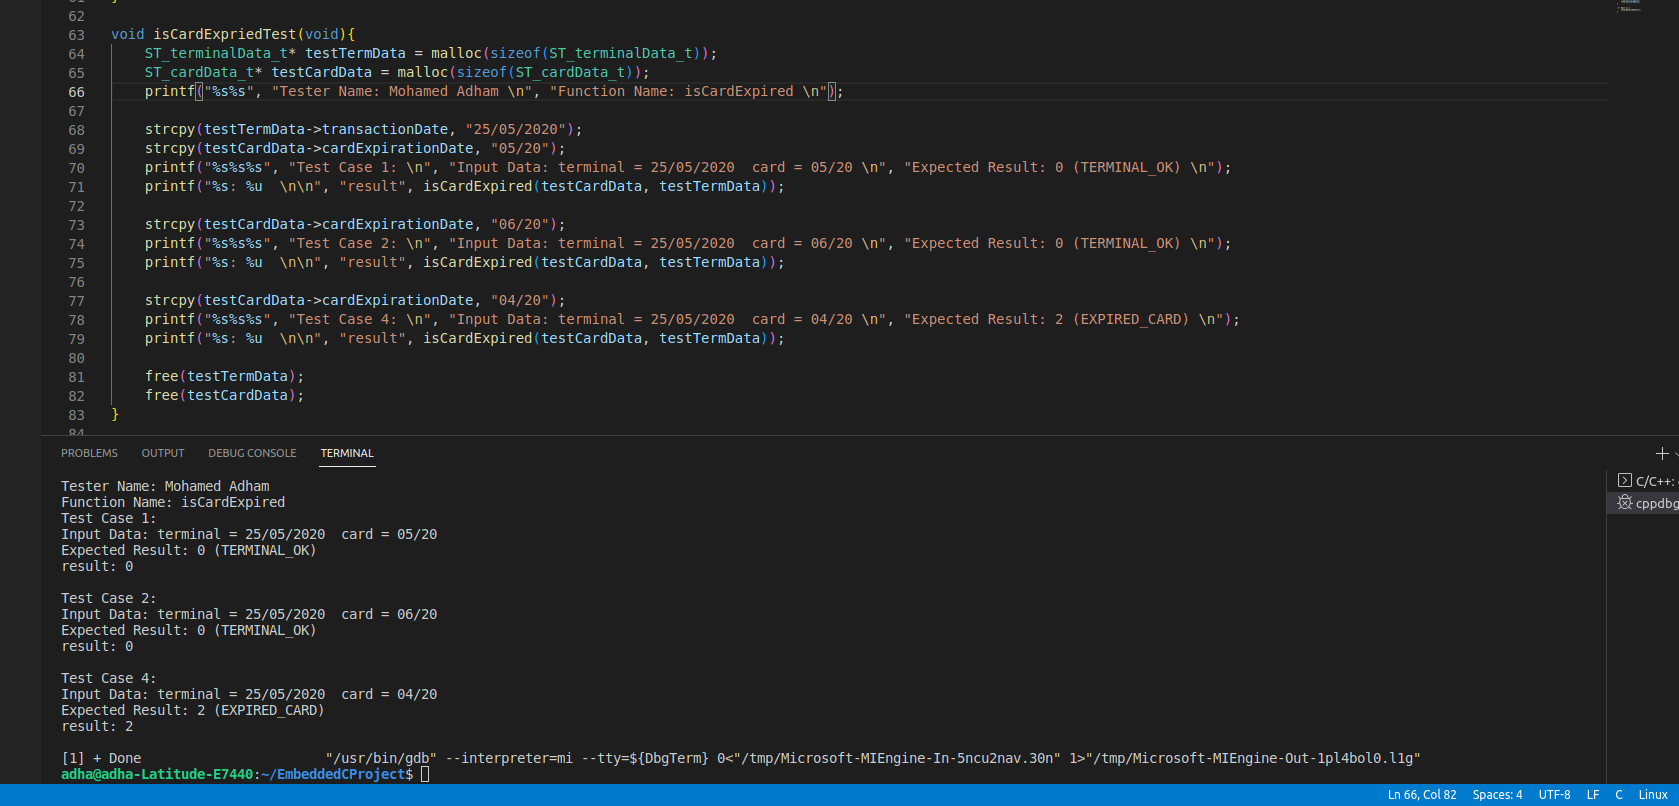 62
63 void isCardExpriedTest(void){
64 ST_terminalData_t* testTermData = malloc(sizeof(ST_terminalData_t));
65 ST_cardData_t* testCardData = malloc(sizeof(ST_cardData_t));
66 printf("%s%s", "Tester Name: Mohamed Adham \n", "Function Name: isCardExpired \n");
67
68 strcpy(testTermData->transactionDate, "25/05/2020");
69 strcpy(testCardData->cardExpirationDate, "05/20");
70 printf("%s%s%s", "Test Case 1: \n", "Input Data: terminal = 25/05/2020  card = 05/20 \n", "Expected Result: 0 (TERMINAL_OK) \n");
71 printf("%s: %u  \n\n", "result", isCardExpired(testCardData, testTermData));
72
73 strcpy(testCardData->cardExpirationDate, "06/20");
74 printf("%s%s%s", "Test Case 2: \n", "Input Data: terminal = 25/05/2020  card = 06/20 \n", "Expected Result: 0 (TERMINAL_OK) \n");
75 printf("%s: %u  \n\n", "result", isCardExpired(testCardData, testTermData));
76
77 strcpy(testCardData->cardExpirationDate, "04/20");
78 printf("%s%s%s", "Test Case 4: \n", "Input Data: terminal = 25/05/2020  card = 04/20 \n", "Expected Result: 2 (EXPIRED_CARD) \n");
79 printf("%s: %u  \n\n", "result", isCardExpired(testCardData, testTermData));
80
81 free(testTermData);
82 free(testCardData);
83 }
84
PROBLEMS OUTPUT DEBUG CONSOLE TERMINAL
Tester Name: Mohamed Adham
Function Name: isCardExpired
Test Case 1:
Input Data: terminal = 25/05/2020  card = 05/20
Expected Result: 0 (TERMINAL_OK)
result: 0
Test Case 2:
Input Data: terminal = 25/05/2020  card = 06/20
Expected Result: 0 (TERMINAL_OK)
result: 0
Test Case 4:
Input Data: terminal = 25/05/2020  card = 04/20
Expected Result: 2 (EXPIRED_CARD)
result: 2
[1] + Done "/usr/bin/gdb" --interpreter=mi --tty=${DbgTerm} 0<"/tmp/Microsoft-MIEngine-In-5ncu2nav.30n" 1>"/tmp/Microsoft-MIEngine-Out-1pl4bol0.l1g"
adha@adha-Latitude-E7440:~/EmbeddedCProject$
C/C++:
cppdbg
Ln 66, Col 82 Spaces: 4 UTF-8 LF C Linux